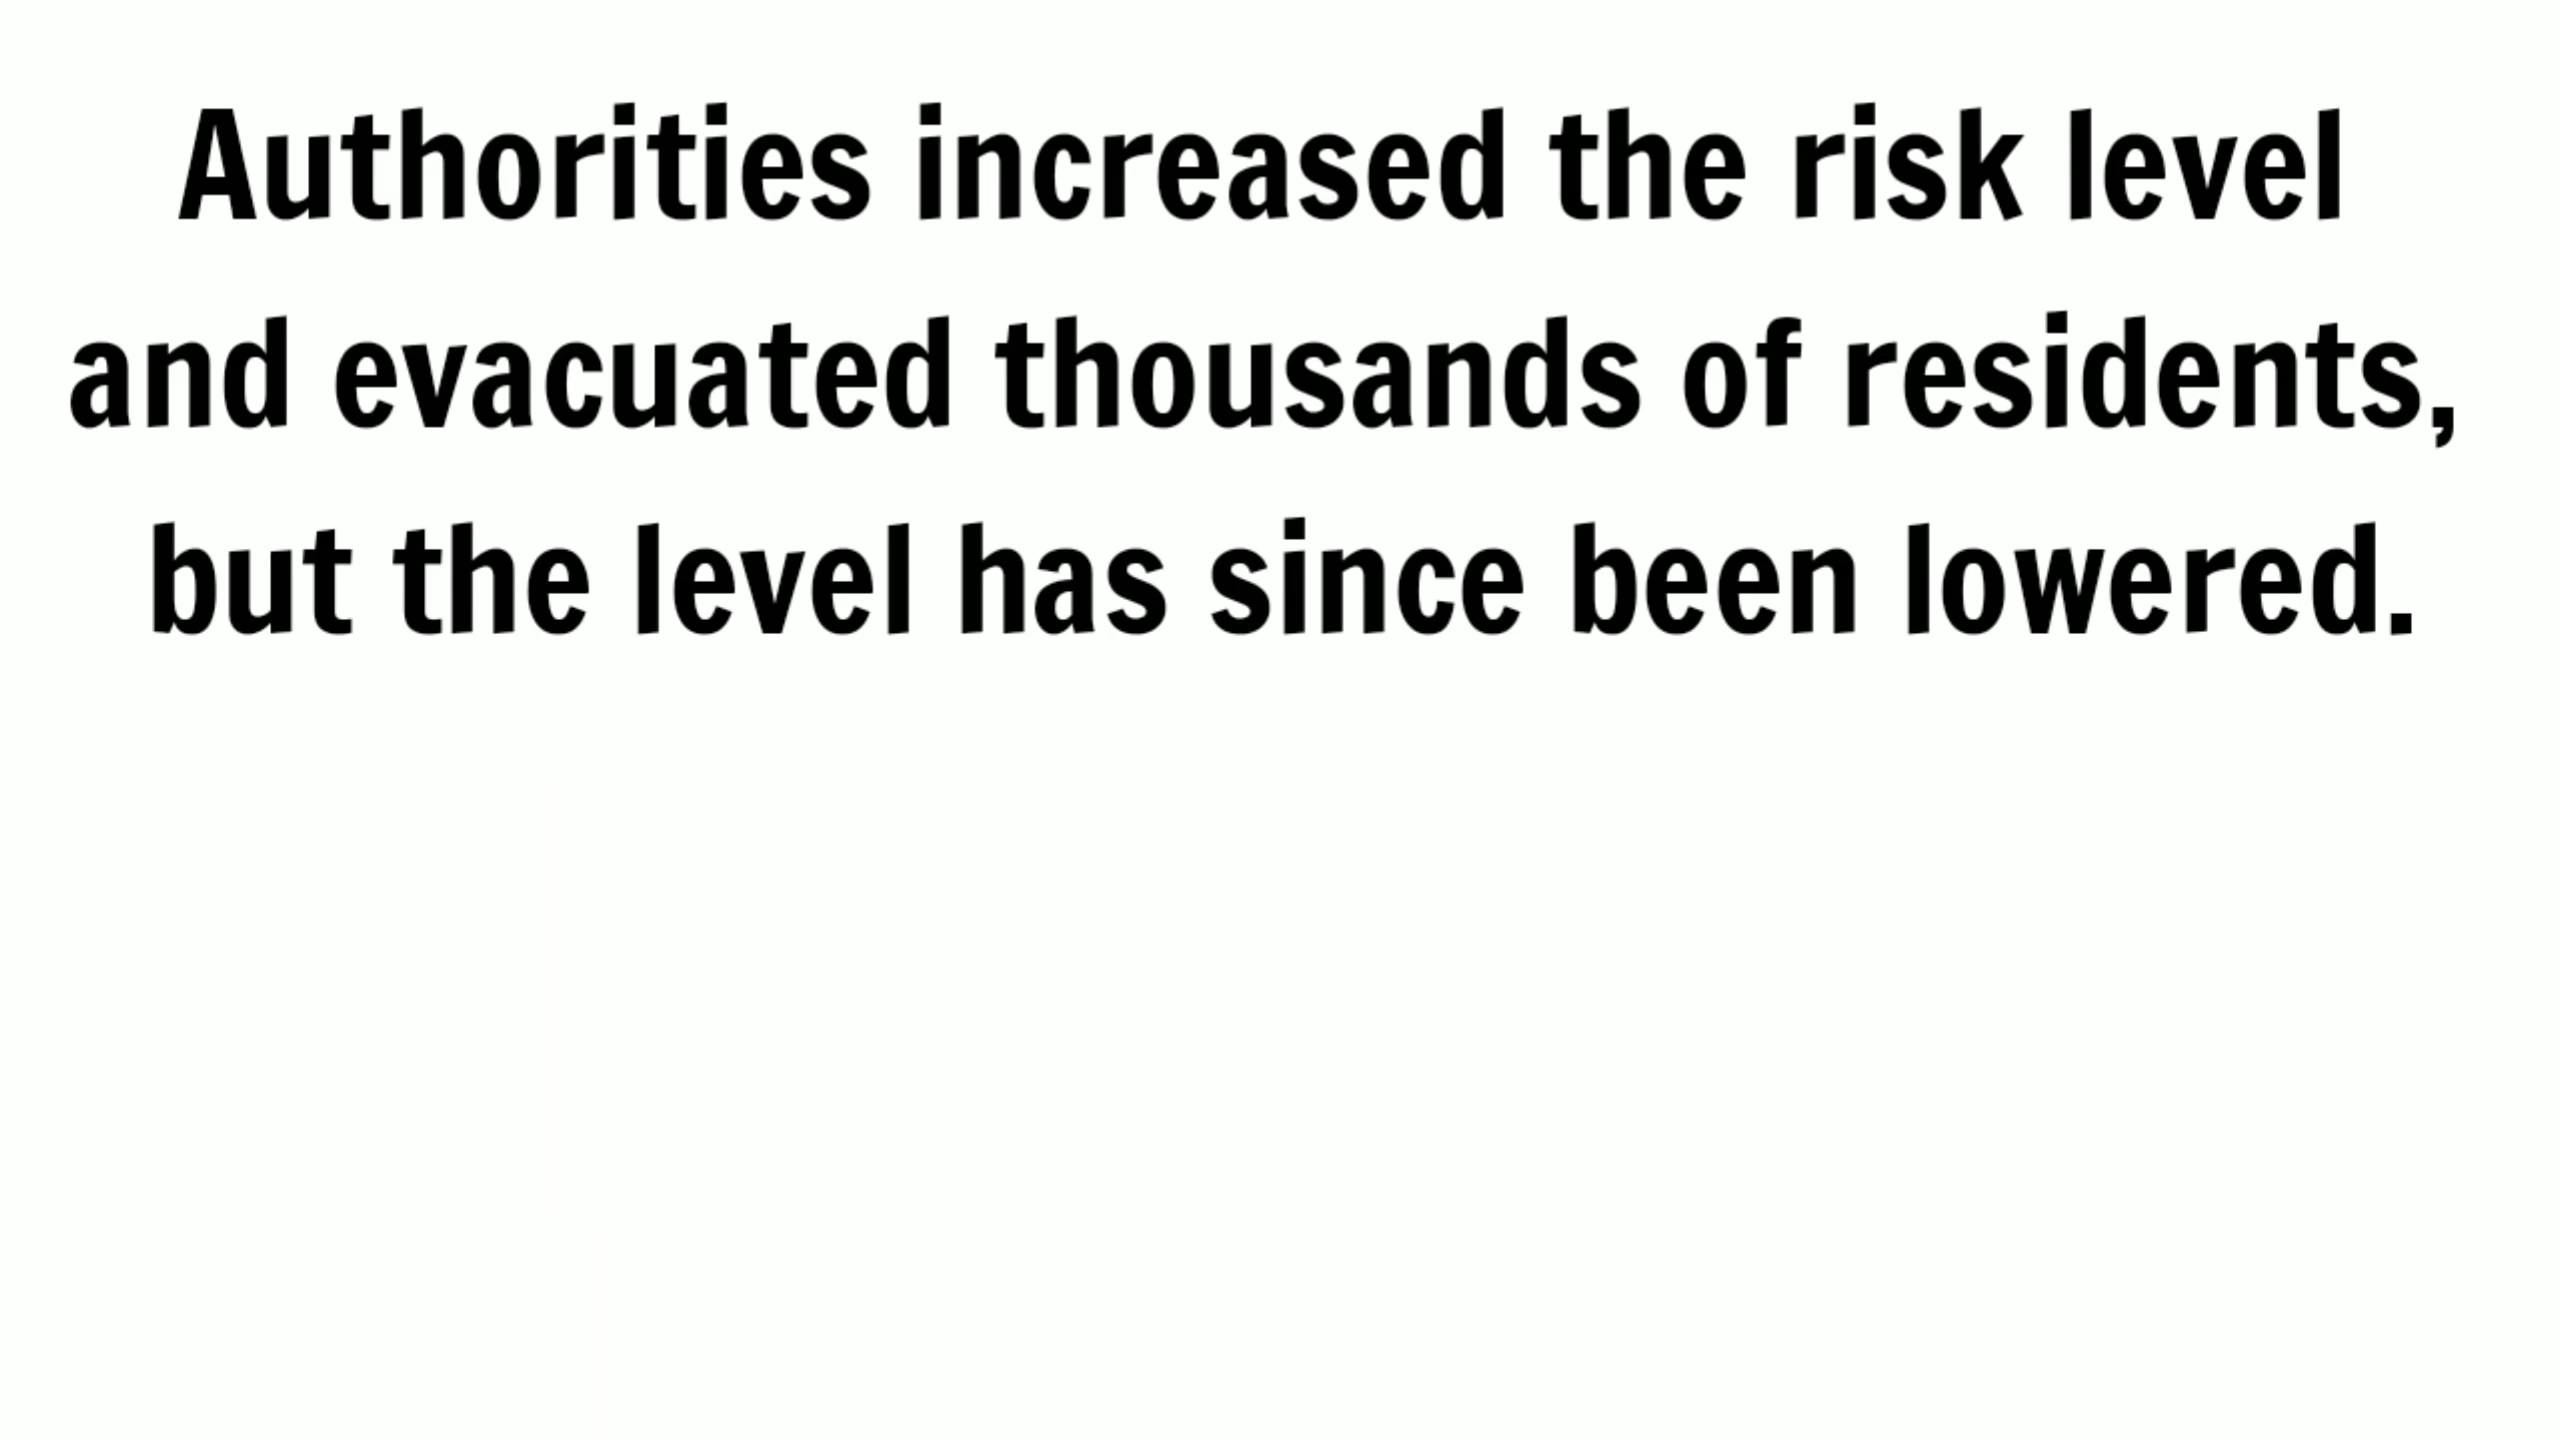 Authorities increased the risk level
and evacuated thousands of residents,
but the level has since been lowered.